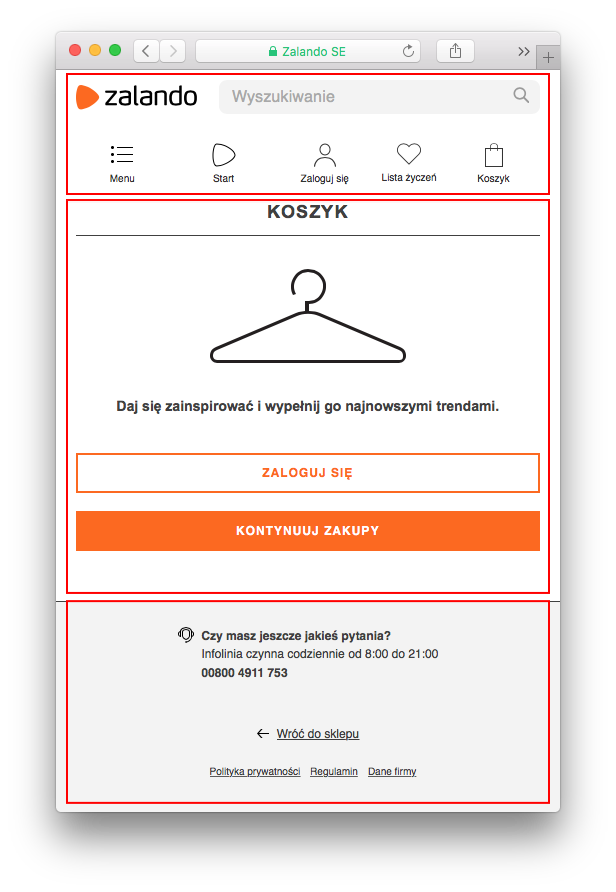 Zalando SE
zalando
Wyszukiwanie
Menu
Start
Zaloguj się
Lista życzeń
Koszyk
KOSZYK
Daj się zainspirować i wypełnij go najnowszymi trendami.
ZALOGUJ SIĘ
KONTYNUUJ ZAKUPY
Czy masz jeszcze jakieś pytania?
Infolinia czynna codziennie od 8:00 do 21:00
00800 4911 753
Wróć do sklepu
Polityka prywatności Regulamin Dane firmy